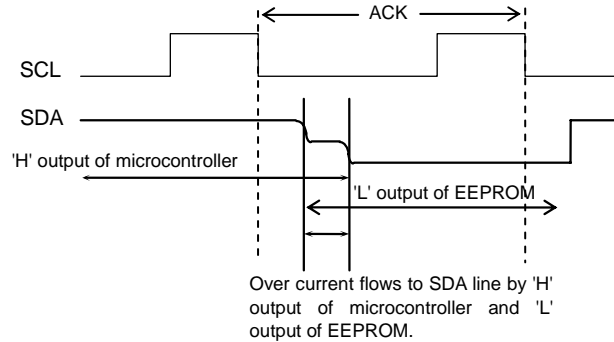 ACK
SCL
SDA
'H' output of microcontroller
'L' output of EEPROM
Over current flows to SDA line by 'H'
output of microcontroller and 'L'
output of EEPROM.